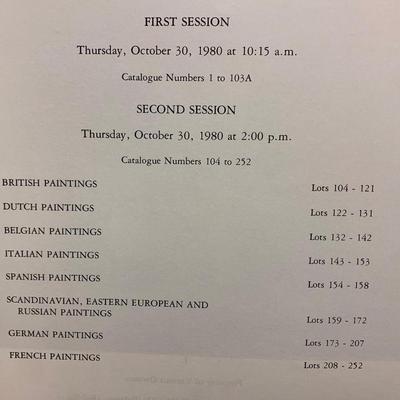 FIRST SESSION
Thursday, October 30, 1980 at 10:15 a.m.
Catalogue Numbers 1 to 103A
SECOND SESSION
Thursday, October 30, 1980 at 2:00 p.m.
Catalogue Numbers 104 to 252
BRITISH PAINTINGS Lots 104 - 121
DUTCH PAINTINGS Lots 122 - 131
BELGIAN PAINTINGS Lots 132 - 142
ITALIAN PAINTINGS Lots 143 - 153
SPANISH PAINTINGS Lots 154 - 158
SCANDINAVIAN, EASTERN EUROPEAN AND
RUSSIAN PAINTINGS Lots 159 - 172
GERMAN PAINTINGS Lots 173 - 207
FRENCH PAINTINGS Lots 208 - 252